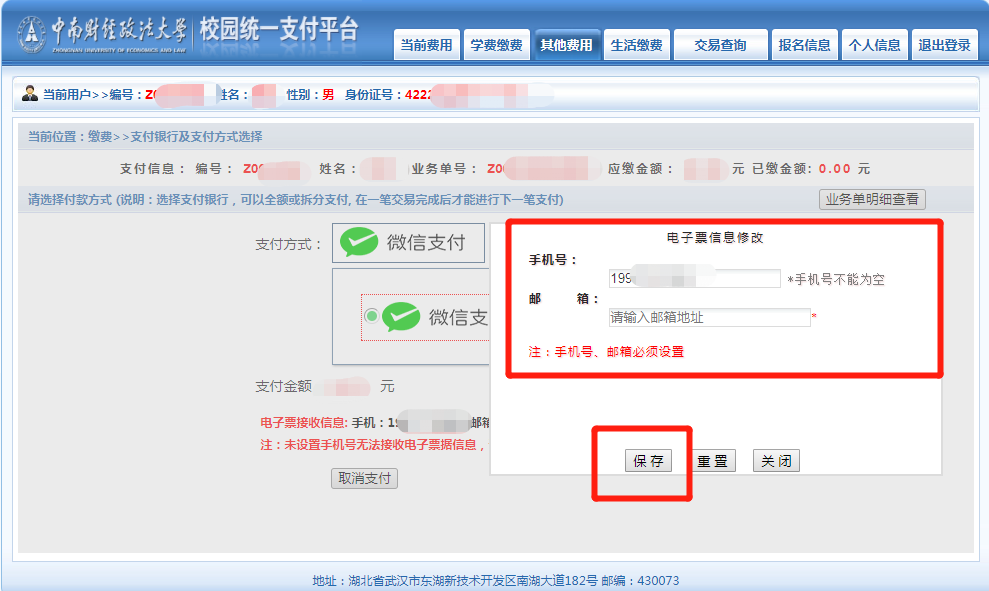 中南财经政法大学 校园统一支付平台
ZHONGNAN UNIVERSITY OF ECONOMICS AND LAW
当前费用 学费缴费 其他费用 生活缴费 交易查询 报名信息 个人信息 退出登录
当前用户>>编号：Z0 姓名： 性别：男 身份证号：4222
当前位置：缴费>>支付银行及支付方式选择
支付信息： 编号： Z0 姓名： 业务单号： Z0 应缴金额： 元 已缴金额：0.00 元
请选择付款方式 (说明：选择支付银行，可以全额或拆分支付, 在一笔交易完成后才能进行下一笔支付) 业务单明细查看
支付方式： 微信支付
微信支
电子票信息修改
手机号：
199 *手机号不能为空
邮 箱：
请输入邮箱地址 *
注：手机号、邮箱必须设置
支付金额 元
电子票接收信息: 手机：19 邮箱
注：未设置手机号无法接收电子票据信息，
保存 重置 关闭
取消支付
地址：湖北省武汉市东湖新技术开发区南湖大道182号 邮编：430073